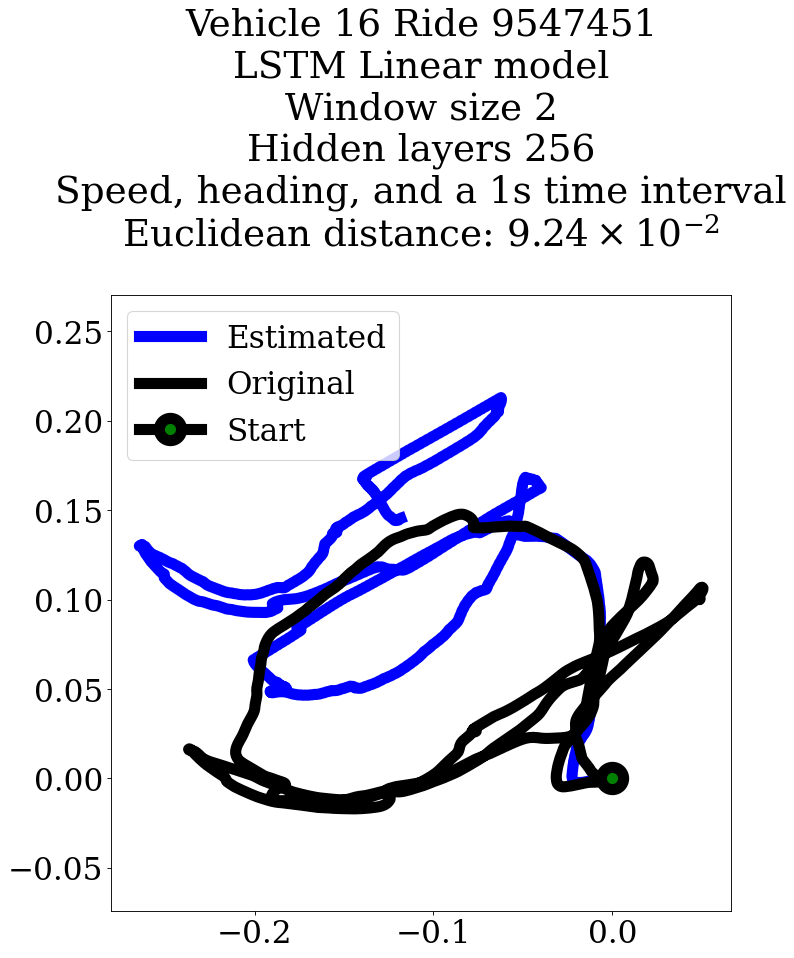 Vehicle 16 Ride 9547451
LSTM Linear model
Window size 2
Hidden layers 256
Speed, heading, and a 1s time interval
Euclidean distance: 9.24 × 10⁻²
Estimated
Original
Start
0.25
0.20
0.15
0.10
0.05
0.00
−0.05
−0.2
−0.1
0.0